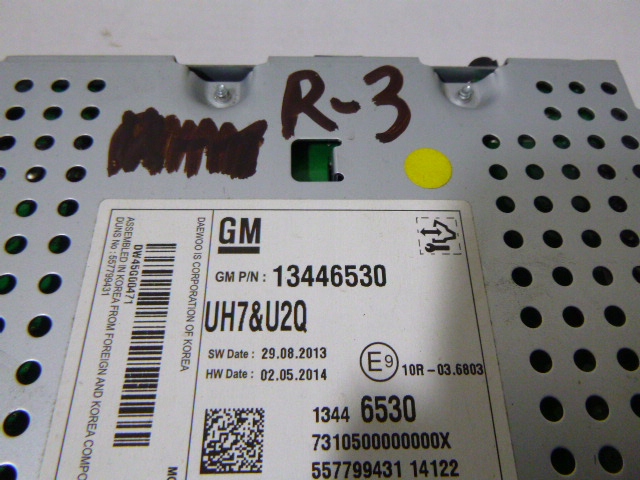 R-3
GM
GM P/N : 13446530
UH7&U2Q
SW Date : 29.08.2013
HW Date : 02.05.2014
E9
10R-03.6803
1344 6530
7310500000000X
557799431 14122
DAEWOO IS CORPORATION OF KOREA
DW45G00471
ASSEMBLED IN KOREA FROM FOREIGN AND KOREA COMPO
DUNS No : 557799431